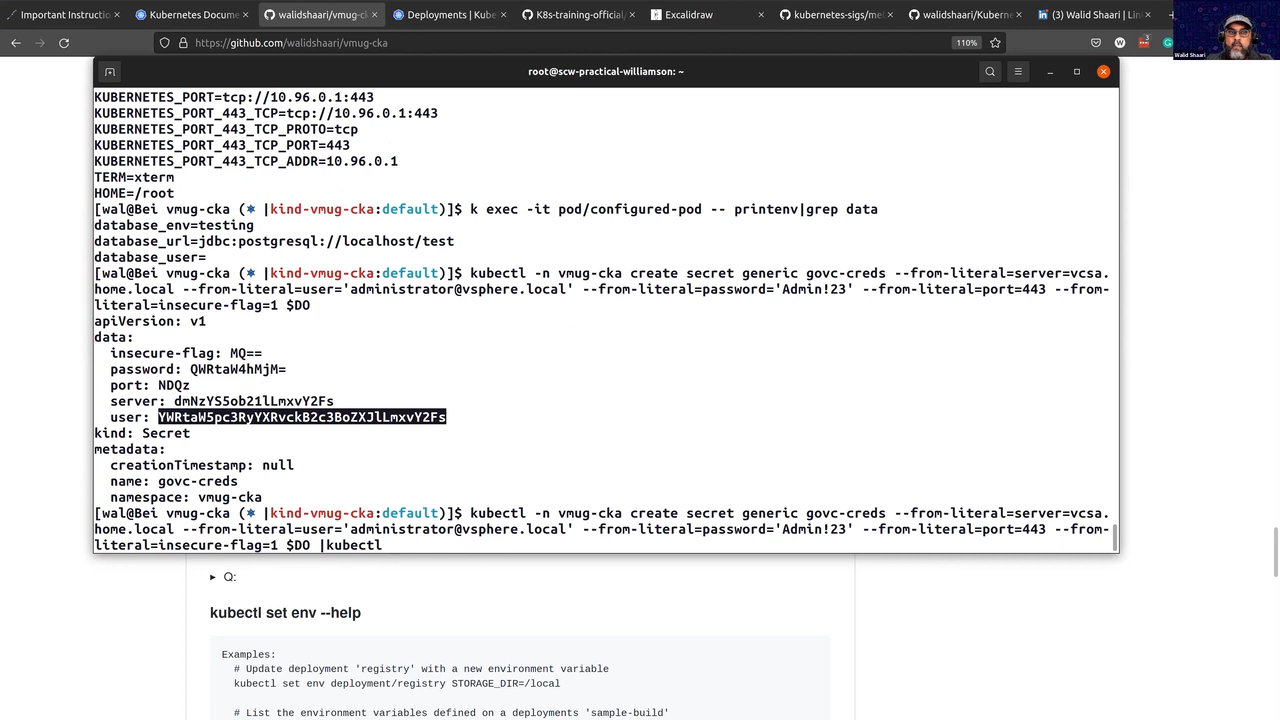 Important Instructio
Kubernetes Docume
walidshaari/vmug-ck
Deployments | Kube
K8s-training-official/
Excalidraw
kubernetes-sigs/me
walidshaari/Kubern
(3) Walid Shaari | Lin
https://github.com/walidshaari/vmug-cka
110%
Walid Shaari
root@scw-practical-williamson: ~
KUBERNETES_PORT=tcp://10.96.0.1:443
KUBERNETES_PORT_443_TCP=tcp://10.96.0.1:443
KUBERNETES_PORT_443_TCP_PROTO=tcp
KUBERNETES_PORT_443_TCP_PORT=443
KUBERNETES_PORT_443_TCP_ADDR=10.96.0.1
TERM=xterm
HOME=/root
[wal@Bei vmug-cka (⎈ |kind-vmug-cka:default)]$ k exec -it pod/configured-pod -- printenv|grep data
database_env=testing
database_url=jdbc:postgresql://localhost/test
database_user=
[wal@Bei vmug-cka (⎈ |kind-vmug-cka:default)]$ kubectl -n vmug-cka create secret generic govc-creds --from-literal=server=vcsa.
home.local --from-literal=user='administrator@vsphere.local' --from-literal=password='Admin!23' --from-literal=port=443 --from-
literal=insecure-flag=1 $DO
apiVersion: v1
data:
  insecure-flag: MQ==
  password: QWRtaW4hMjM=
  port: NDQz
  server: dmNzYS5ob21lLmxvY2Fs
  user: YWRtaW5pc3RyYXRvckB2c3BoZXJlLmxvY2Fs
kind: Secret
metadata:
  creationTimestamp: null
  name: govc-creds
  namespace: vmug-cka
[wal@Bei vmug-cka (⎈ |kind-vmug-cka:default)]$ kubectl -n vmug-cka create secret generic govc-creds --from-literal=server=vcsa.
home.local --from-literal=user='administrator@vsphere.local' --from-literal=password='Admin!23' --from-literal=port=443 --from-
literal=insecure-flag=1 $DO |kubectl
Q:
kubectl set env --help
Examples:
  # Update deployment 'registry' with a new environment variable
  kubectl set env deployment/registry STORAGE_DIR=/local
  # List the environment variables defined on a deployments 'sample-build'